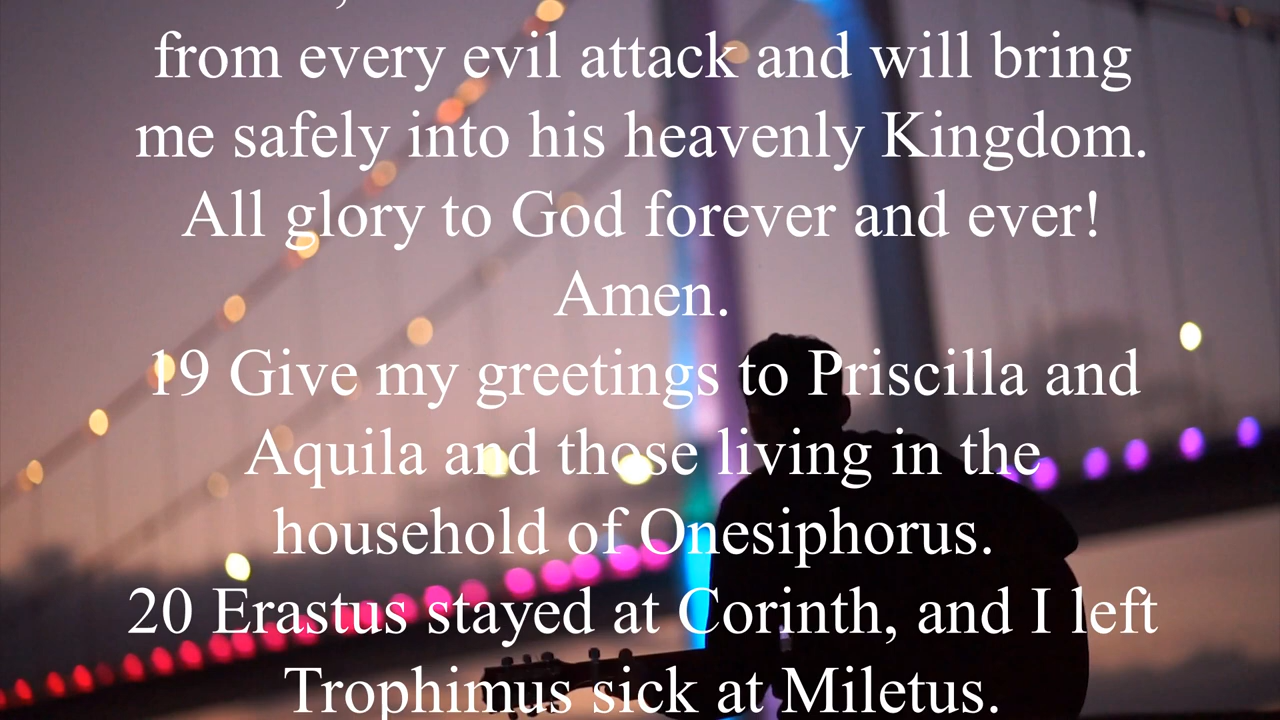 from every evil attack and will bring
me safely into his heavenly Kingdom.
All glory to God forever and ever!
Amen.
19 Give my greetings to Priscilla and
Aquila and those living in the
household of Onesiphorus.
20 Erastus stayed at Corinth, and I left
Trophimus sick at Miletus.